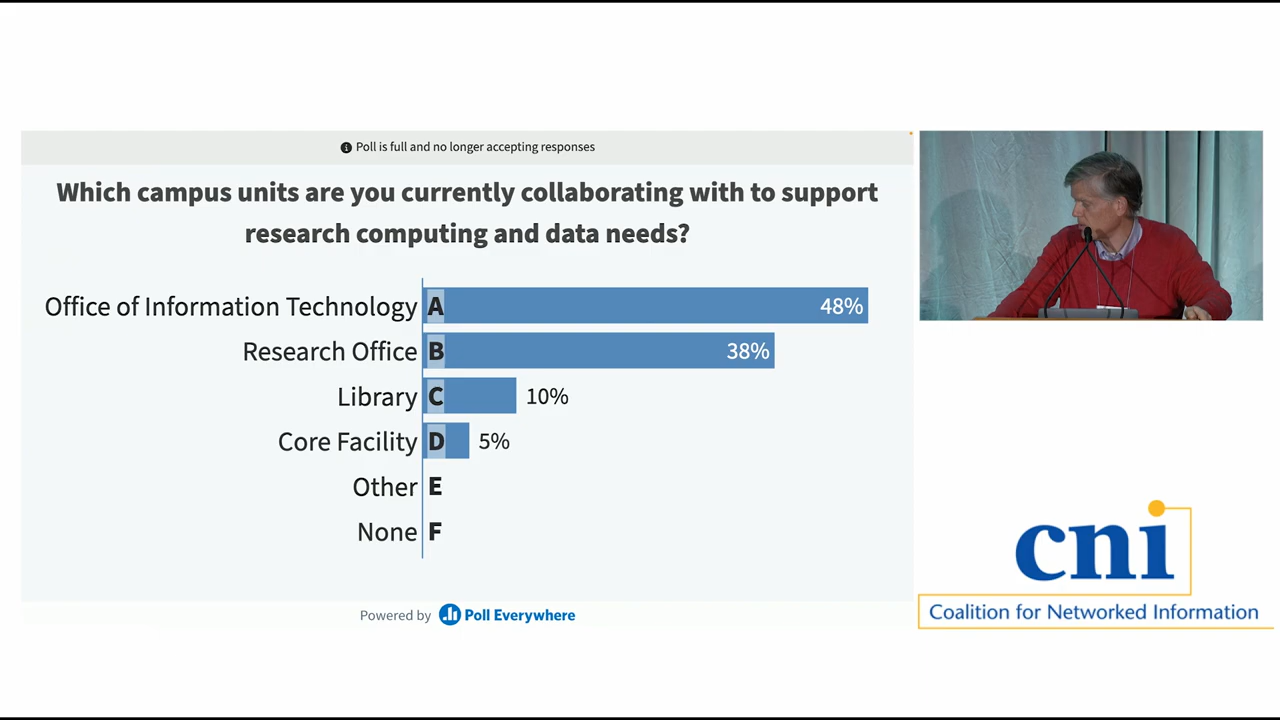 Poll is full and no longer accepting responses
Which campus units are you currently collaborating with to support
research computing and data needs?
Office of Information Technology A 48%
Research Office B 38%
Library C 10%
Core Facility D 5%
Other E
None F
Powered by Poll Everywhere
cni
Coalition for Networked Information